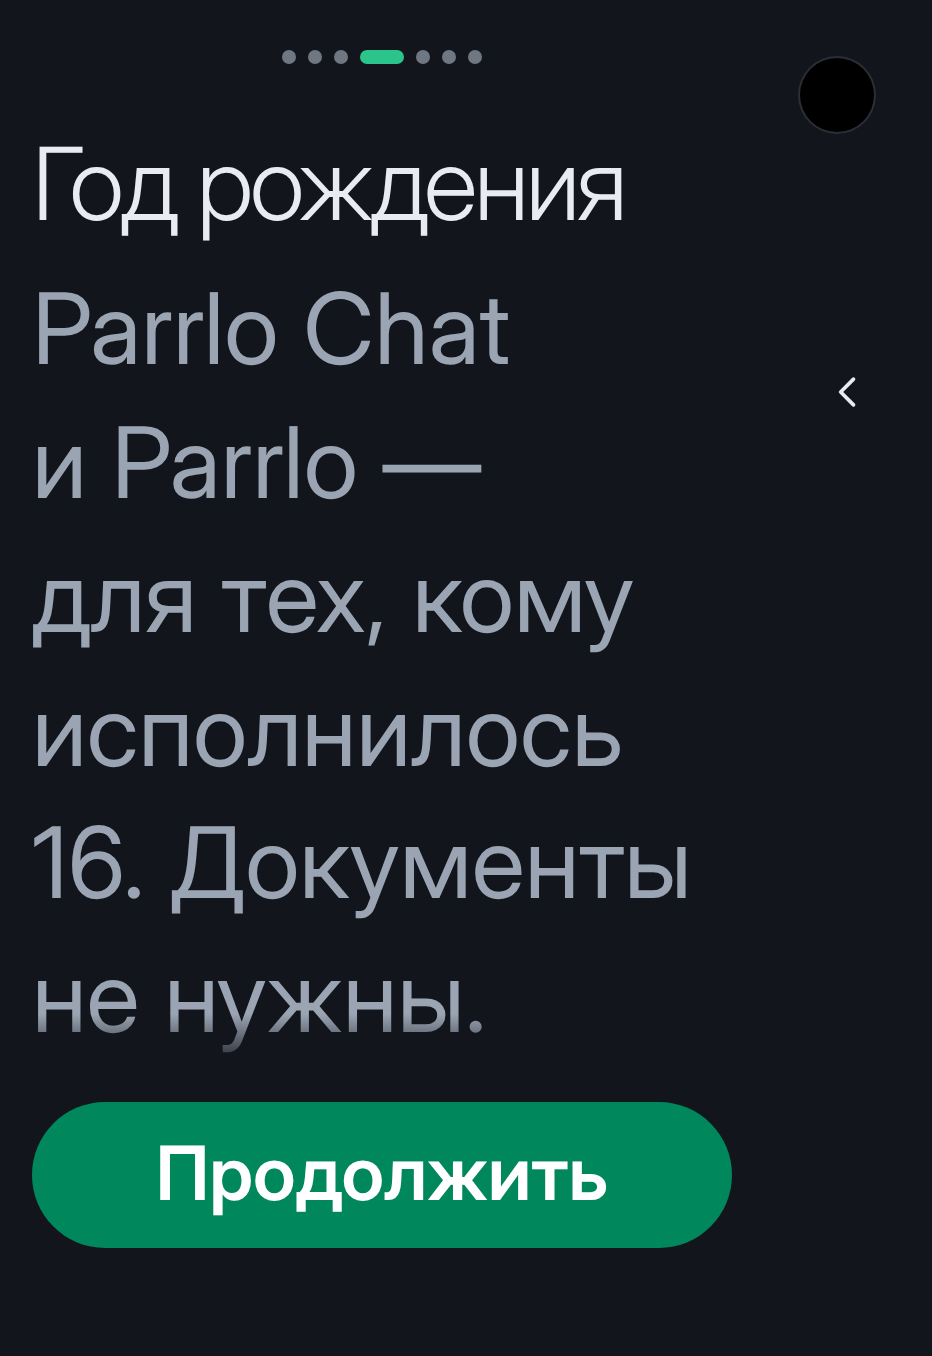 Год рождения
Parrlo Chat
и Parrlo —
для тех, кому
исполнилось
16. Документы
не нужны.
Продолжить